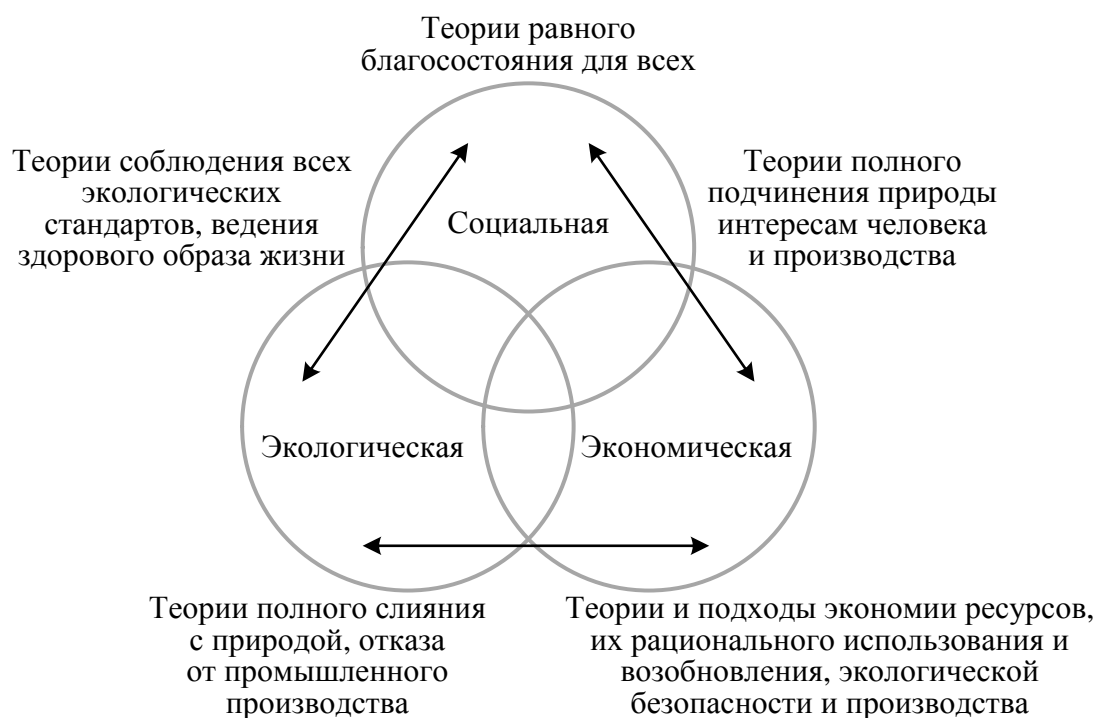 Теории равного
благосостояния для всех
Теории соблюдения всех
экологических
стандартов, ведения
здорового образа жизни
Теории полного
подчинения природы
интересам человека
и производства
Социальная
Экологическая
Экономическая
Теории полного слияния
с природой, отказа
от промышленного
производства
Теории и подходы экономии ресурсов,
их рационального использования и
возобновления, экологической
безопасности и производства